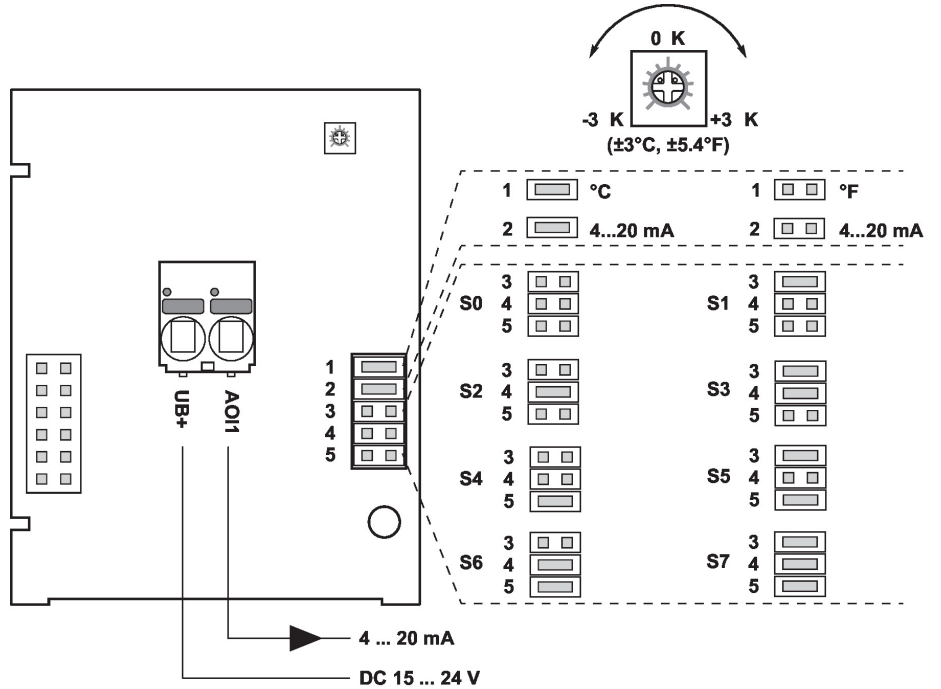 0 K
-3 K
+3 K
(±3°C, ±5.4°F)
1 °C
1 °F
2 4...20 mA
2 4...20 mA
S0
3
4
5
S1
3
4
5
S2
3
4
5
S3
3
4
5
S4
3
4
5
S5
3
4
5
S6
3
4
5
S7
3
4
5
1
2
3
4
5
UB+
AOI1
4 ... 20 mA
DC 15 ... 24 V